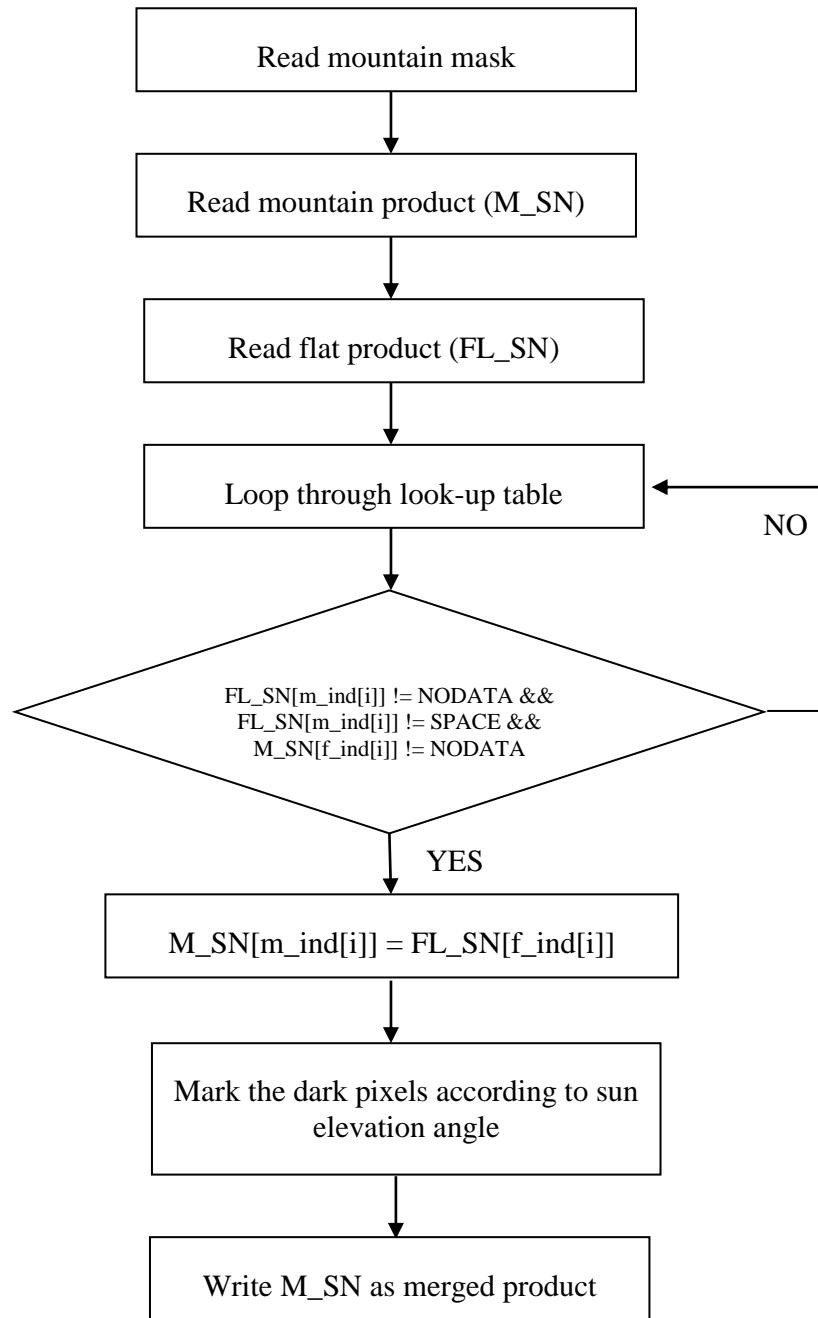 Read mountain mask
Read mountain product (M_SN)
Read flat product (FL_SN)
Loop through look-up table
NO
FL_SN[m_ind[i]] != NODATA &&
FL_SN[m_ind[i]] != SPACE &&
M_SN[f_ind[i]] != NODATA
YES
M_SN[m_ind[i]] = FL_SN[f_ind[i]]
Mark the dark pixels according to sun
elevation angle
Write M_SN as merged product